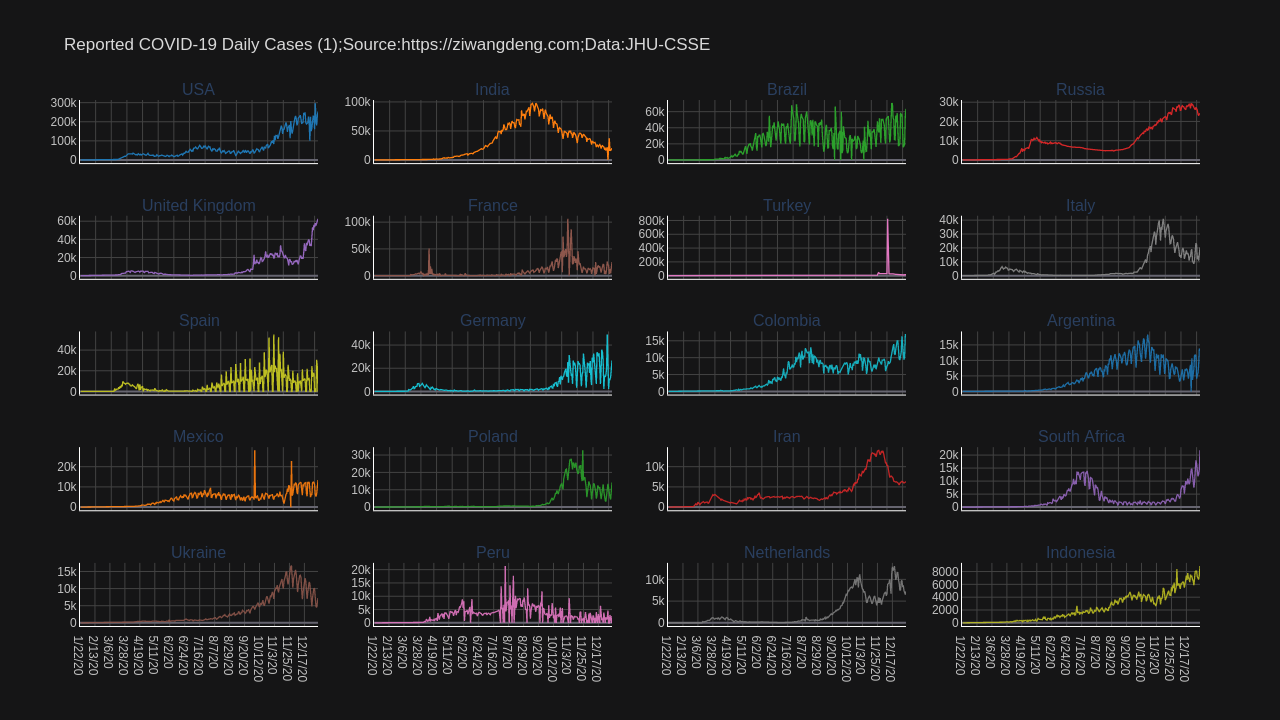 Reported COVID-19 Daily Cases (1);Source:https://ziwangdeng.com;Data:JHU-CSSE
USA
India
Brazil
Russia
300k
200k
100k
0
100k
50k
0
60k
40k
20k
0
30k
20k
10k
0
United Kingdom
France
Turkey
Italy
60k
40k
20k
0
100k
50k
0
800k
600k
400k
200k
0
40k
30k
20k
10k
0
Spain
Germany
Colombia
Argentina
40k
20k
0
40k
20k
0
15k
10k
5k
0
15k
10k
5k
0
Mexico
Poland
Iran
South Africa
20k
10k
0
30k
20k
10k
0
10k
5k
0
20k
15k
10k
5k
0
Ukraine
Peru
Netherlands
Indonesia
15k
10k
5k
0
20k
15k
10k
5k
0
10k
5k
0
8000
6000
4000
2000
0
1/22/20
2/13/20
3/6/20
3/28/20
4/19/20
5/11/20
6/2/20
6/24/20
7/16/20
8/7/20
8/29/20
9/20/20
10/12/20
11/3/20
11/25/20
12/17/20
1/22/20
2/13/20
3/6/20
3/28/20
4/19/20
5/11/20
6/2/20
6/24/20
7/16/20
8/7/20
8/29/20
9/20/20
10/12/20
11/3/20
11/25/20
12/17/20
1/22/20
2/13/20
3/6/20
3/28/20
4/19/20
5/11/20
6/2/20
6/24/20
7/16/20
8/7/20
8/29/20
9/20/20
10/12/20
11/3/20
11/25/20
12/17/20
1/22/20
2/13/20
3/6/20
3/28/20
4/19/20
5/11/20
6/2/20
6/24/20
7/16/20
8/7/20
8/29/20
9/20/20
10/12/20
11/3/20
11/25/20
12/17/20